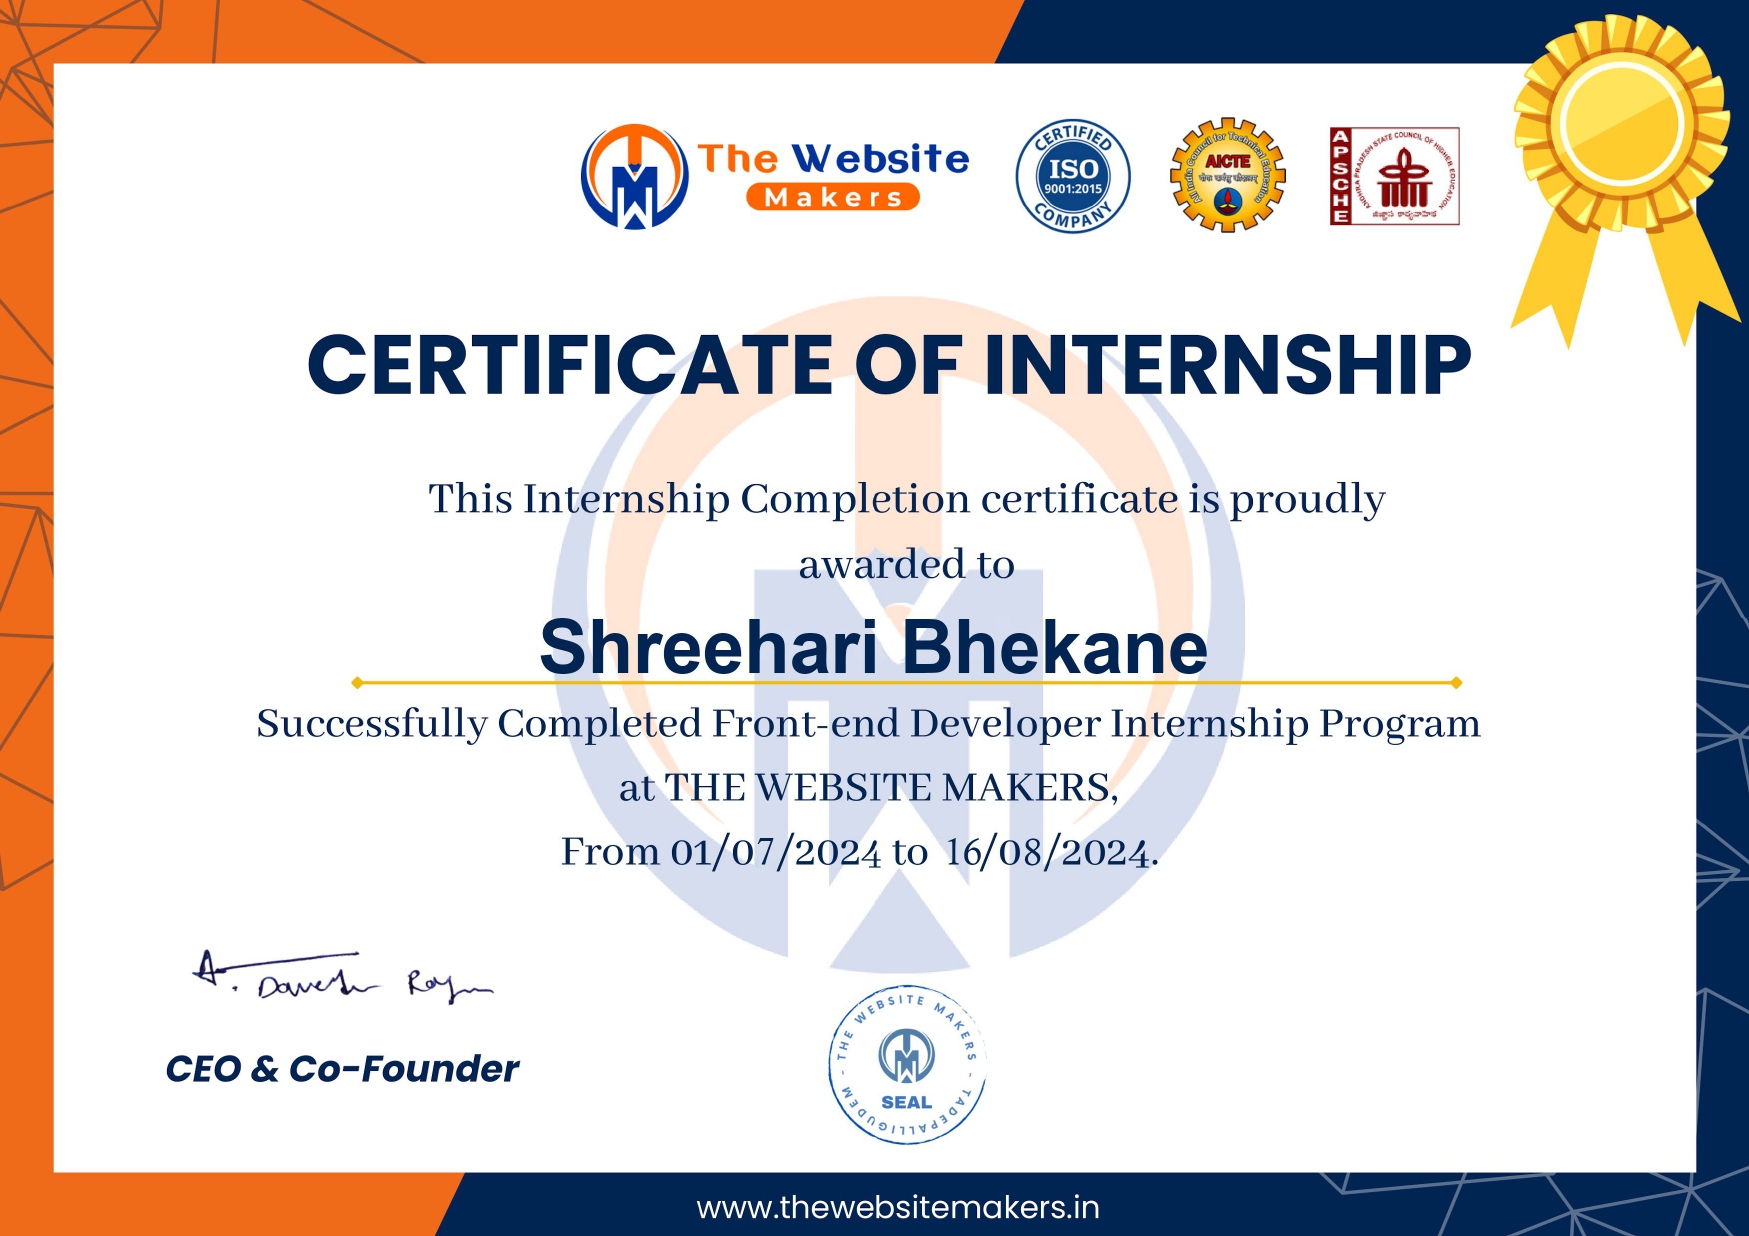 The Website
Makers
CERTIFIED
ISO
9001:2015
COMPANY
All India Council for Technical Education
AICTE
APSCHE
ANDHRA PRADESH STATE COUNCIL OF HIGHER EDUCATION
CERTIFICATE OF INTERNSHIP
This Internship Completion certificate is proudly
awarded to
Shreehari Bhekane
Successfully Completed Front-end Developer Internship Program
at THE WEBSITE MAKERS,
From 01/07/2024 to 16/08/2024.
A.
CEO & Co-Founder
THE WEBSITE MAKERS - TADEPALLIGUDEM -
SEAL
www.thewebsitemakers.in